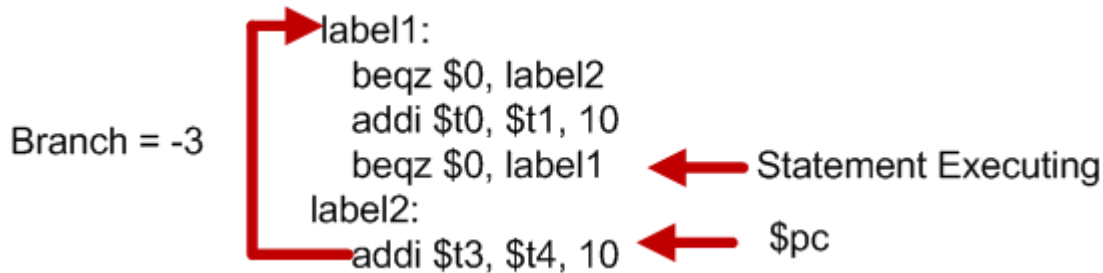 label1:
beqz $0, label2
addi $t0, $t1, 10
Branch = -3
beqz $0, label1
Statement Executing
label2:
$pc
addi $t3, $t4, 10